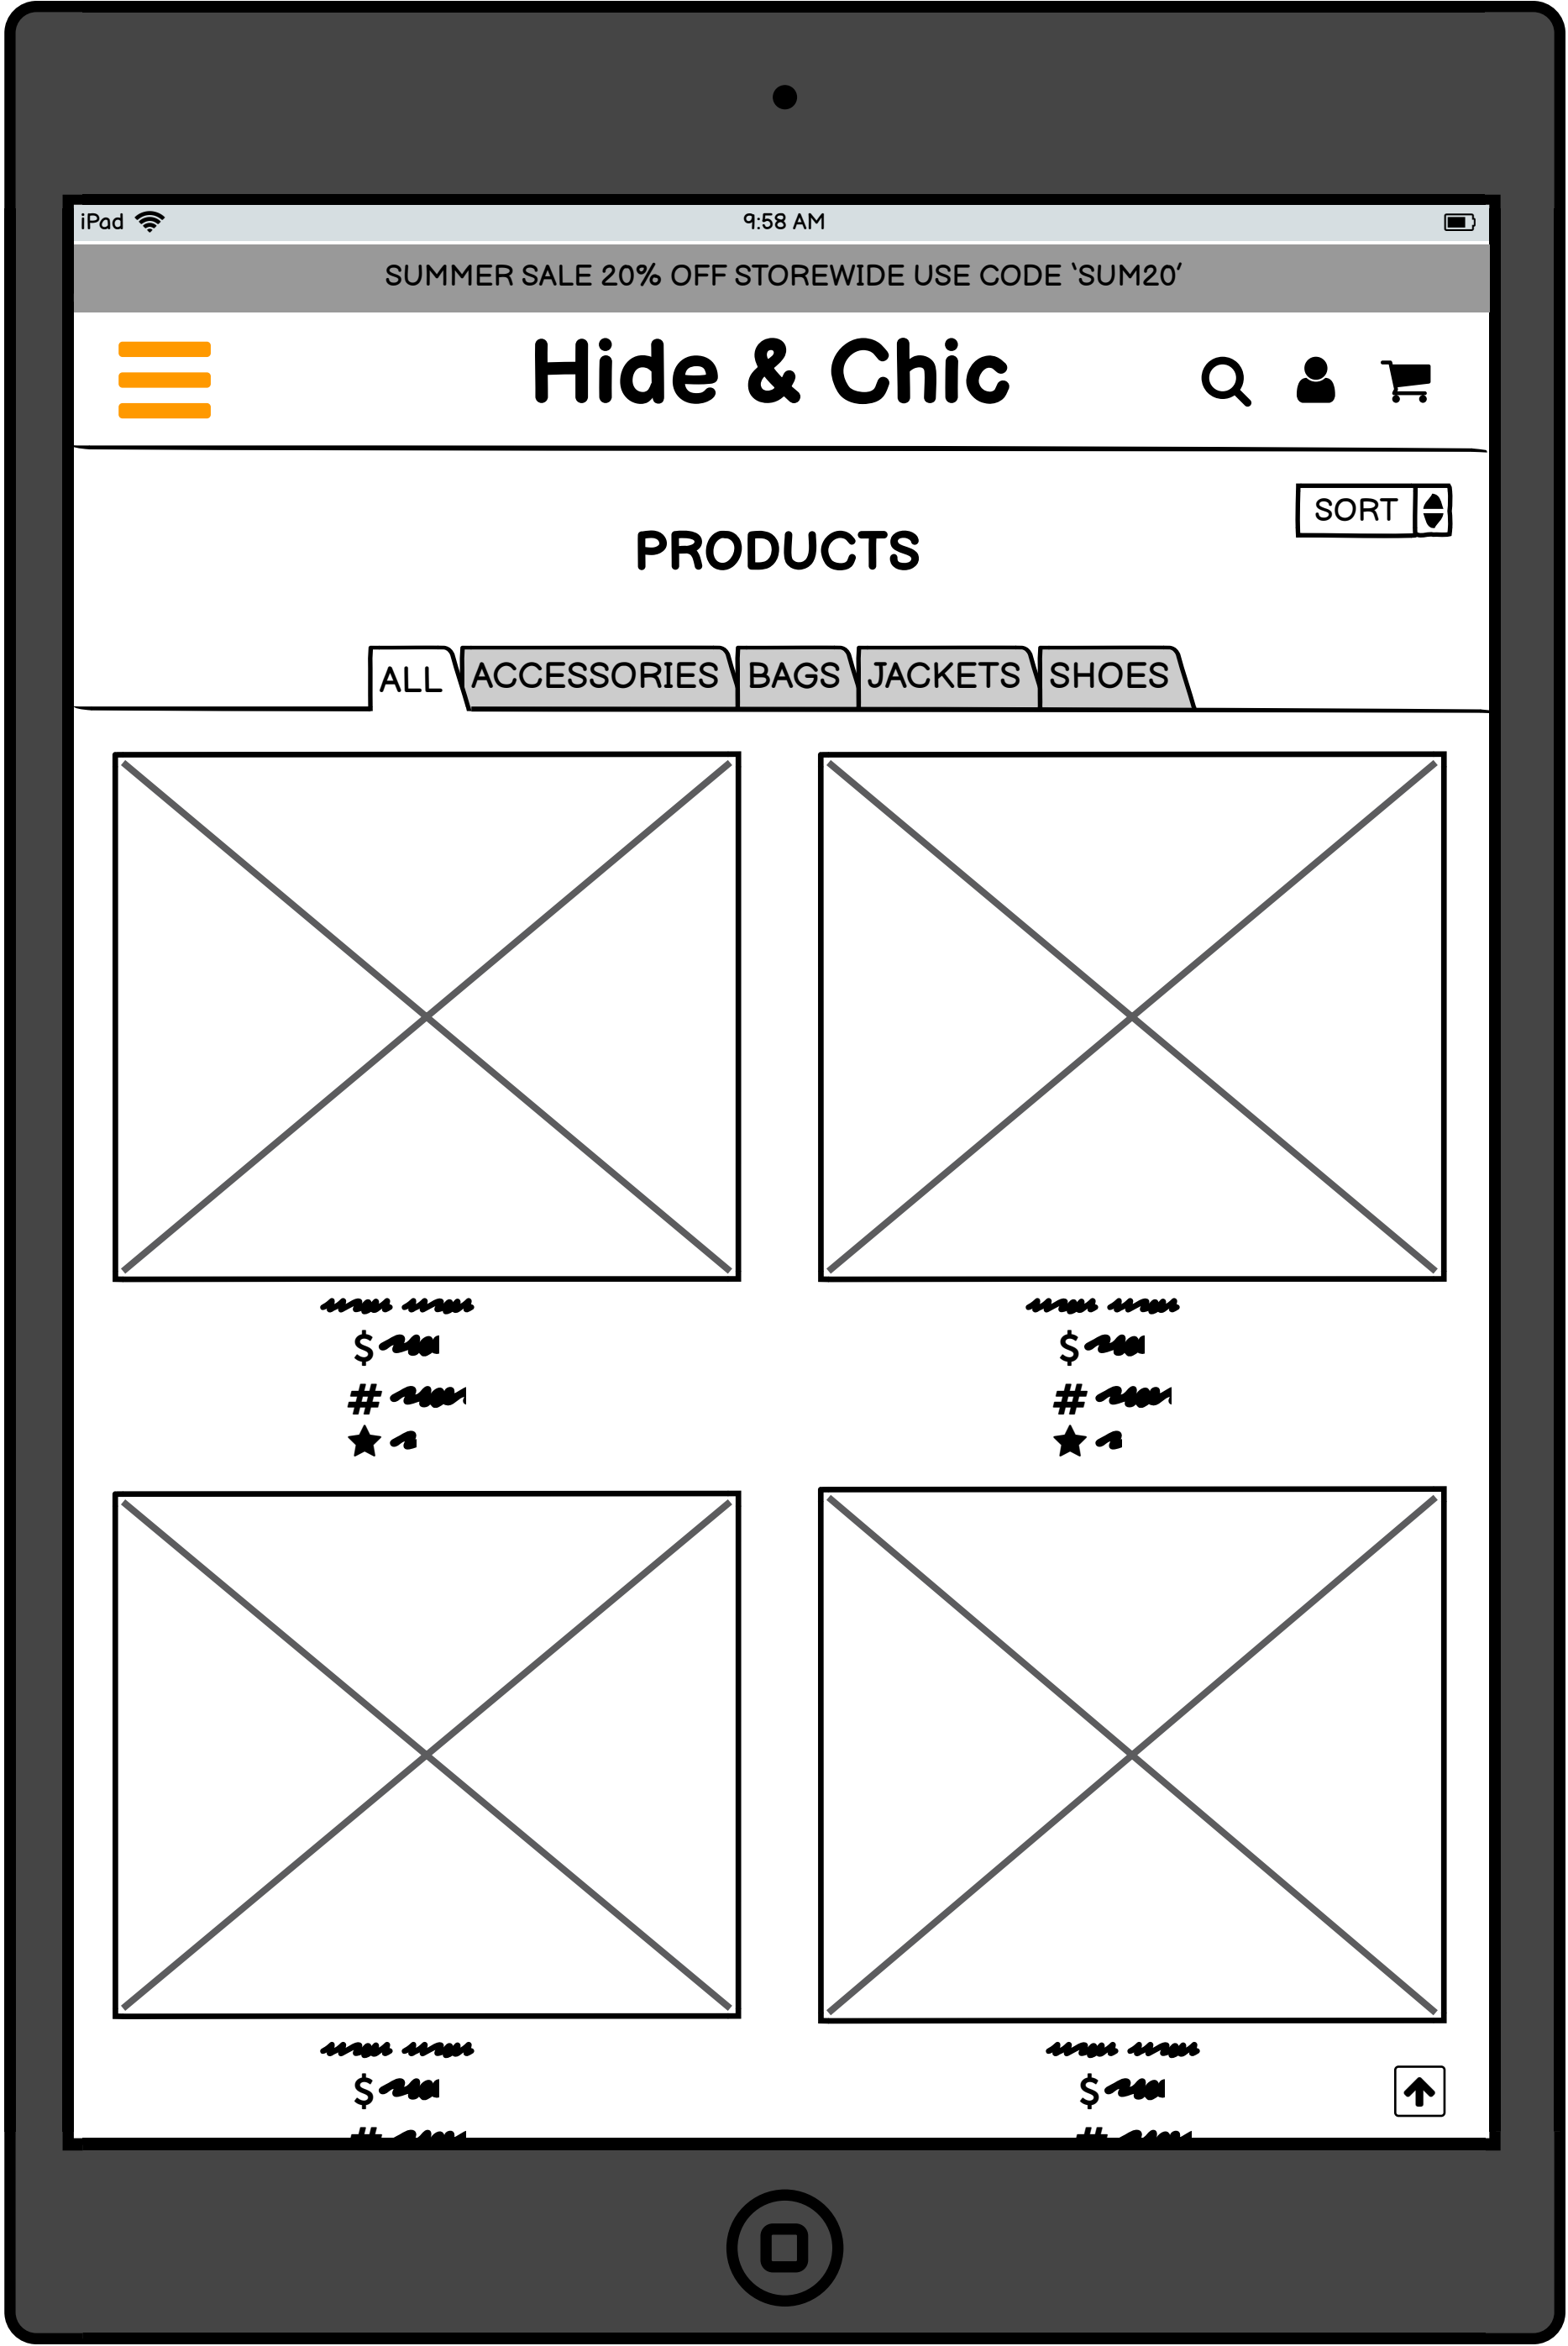 iPad 9:58 AM
SUMMER SALE 20% OFF STOREWIDE USE CODE 'SUM20'
Hide & Chic
SORT
PRODUCTS
ALL ACCESSORIES BAGS JACKETS SHOES
$ $
# #
$ $
# #